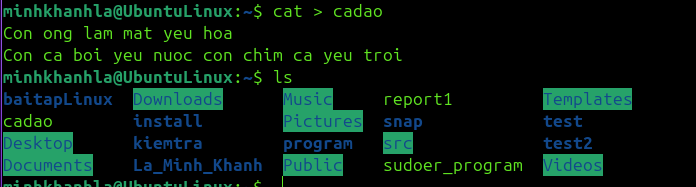 minhkhanhla@UbuntuLinux:~$ cat > cadao
Con ong lam mat yeu hoa
Con ca boi yeu nuoc con chim ca yeu troi
minhkhanhla@UbuntuLinux:~$ ls
baitapLinux Downloads Music report1 Templates
cadao install Pictures snap test
Desktop kiemtra program src test2
Documents La_Minh_Khanh Public sudoer_program Videos
minhkhanhla@UbuntuLinux:~$